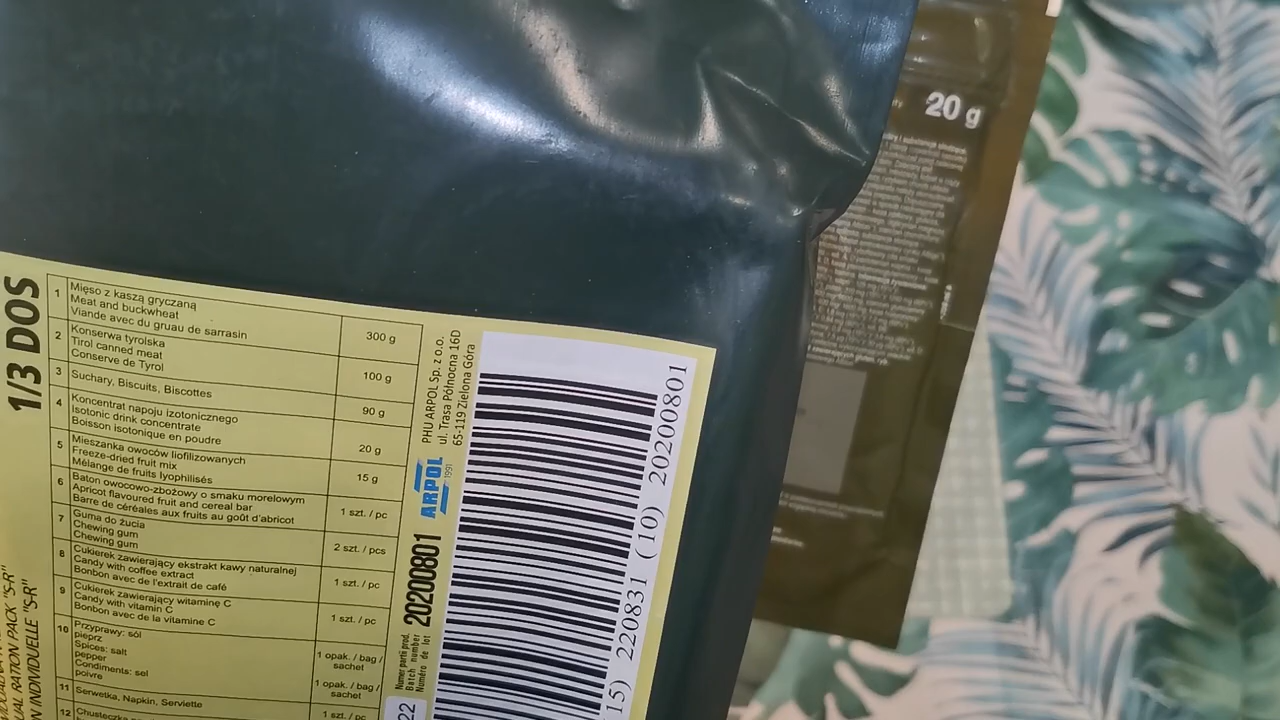 1/3 DOS
UAL RATION PACK "S-R"
N INDIVIDUELLE "S-R"
1
Mięso z kaszą gryczaną
Meat and buckwheat
Viande avec du gruau de sarrasin
300 g
2
Konserwa tyrolska
Tirol canned meat
Conserve de Tyrol
100 g
3
Suchary, Biscuits, Biscottes
90 g
4
Koncentrat napoju izotonicznego
Isotonic drink concentrate
Boisson isotonique en poudre
20 g
5
Mieszanka owoców liofilizowanych
Freeze-dried fruit mix
Mélange de fruits lyophilisés
15 g
6
Baton owocowo-zbożowy o smaku morelowym
Apricot flavoured fruit and cereal bar
Barre de céréales aux fruits au goût d'abricot
1 szt. / pc
7
Guma do żucia
Chewing gum
Chewing gum
2 szt. / pcs
8
Cukierek zawierający ekstrakt kawy naturalnej
Candy with coffee extract
Bonbon avec de l'extrait de café
1 szt. / pc
9
Cukierek zawierający witaminę C
Candy with vitamin C
Bonbon avec de la vitamine C
1 szt. / pc
10
Przyprawy: sól
pieprz
Spices: salt
pepper
Condiments: sel
poivre
1 opak. / bag /
sachet
1 opak. / bag /
sachet
11
Serwetka, Napkin, Serviette
1 szt. / pc
12
Chusteczka
PHU ARPOL Sp. z o.o.
ul. Trasa Północna 16D
65-119 Zielona Góra
ARPOL
1991
Numer partii prod.
Batch number
Numéro de lot
20200801
22
15) 220831 (10) 20200801
20 g